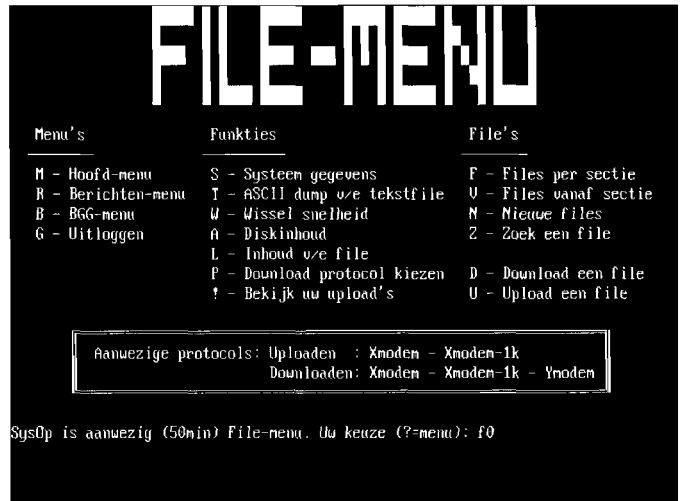 FILE-MENU
Menu's Funkties File's
M - Hoofd-menu S - Systeem gegevens F - Files per sectie
R - Berichten-menu T - ASCII dump v/e tekstfile V - Files vanaf sectie
B - BGG-menu W - Wissel snelheid N - Nieuwe files
G - Uitloggen A - Diskinhoud Z - Zoek een file
L - Inhoud v/e file
P - Download protocol kiezen D - Download een file
! - Bekijk uw upload's U - Upload een file
Aanwezige protocols: Uploaden : Xmodem - Xmodem-1k
Downloaden: Xmodem - Xmodem-1k - Ymodem
SysOp is aanwezig (50min) File-menu. Uw keuze (?=menu): f0